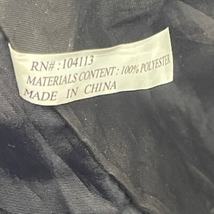 RN#: 104113
MATERIALS CONTENT: 100% POLYESTER
MADE IN CHINA